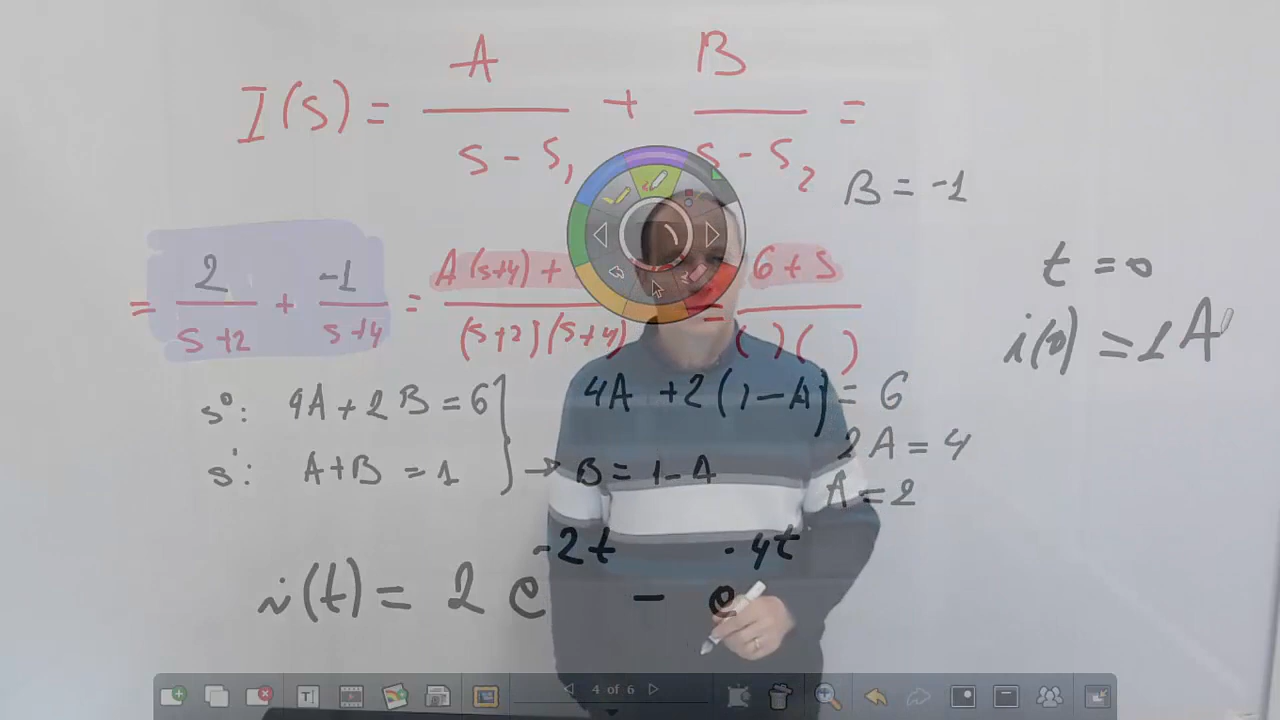 I(s) = A / (s - s₁) + B / (s - s₂) =
B = -1
t = 0
i(0) = 1A
= 2 / (s+2) + -1 / (s+4) = A(s+4) + / (s+2)(s+4) = 6 + s / ( )( )
s⁰: 4A + 2B = 6
4A + 2(1 - A) = 6
2A = 4
s¹: A + B = 1 → B = 1 - A
A = 2
i(t) = 2 e^-2t - e^-4t
4 of 6